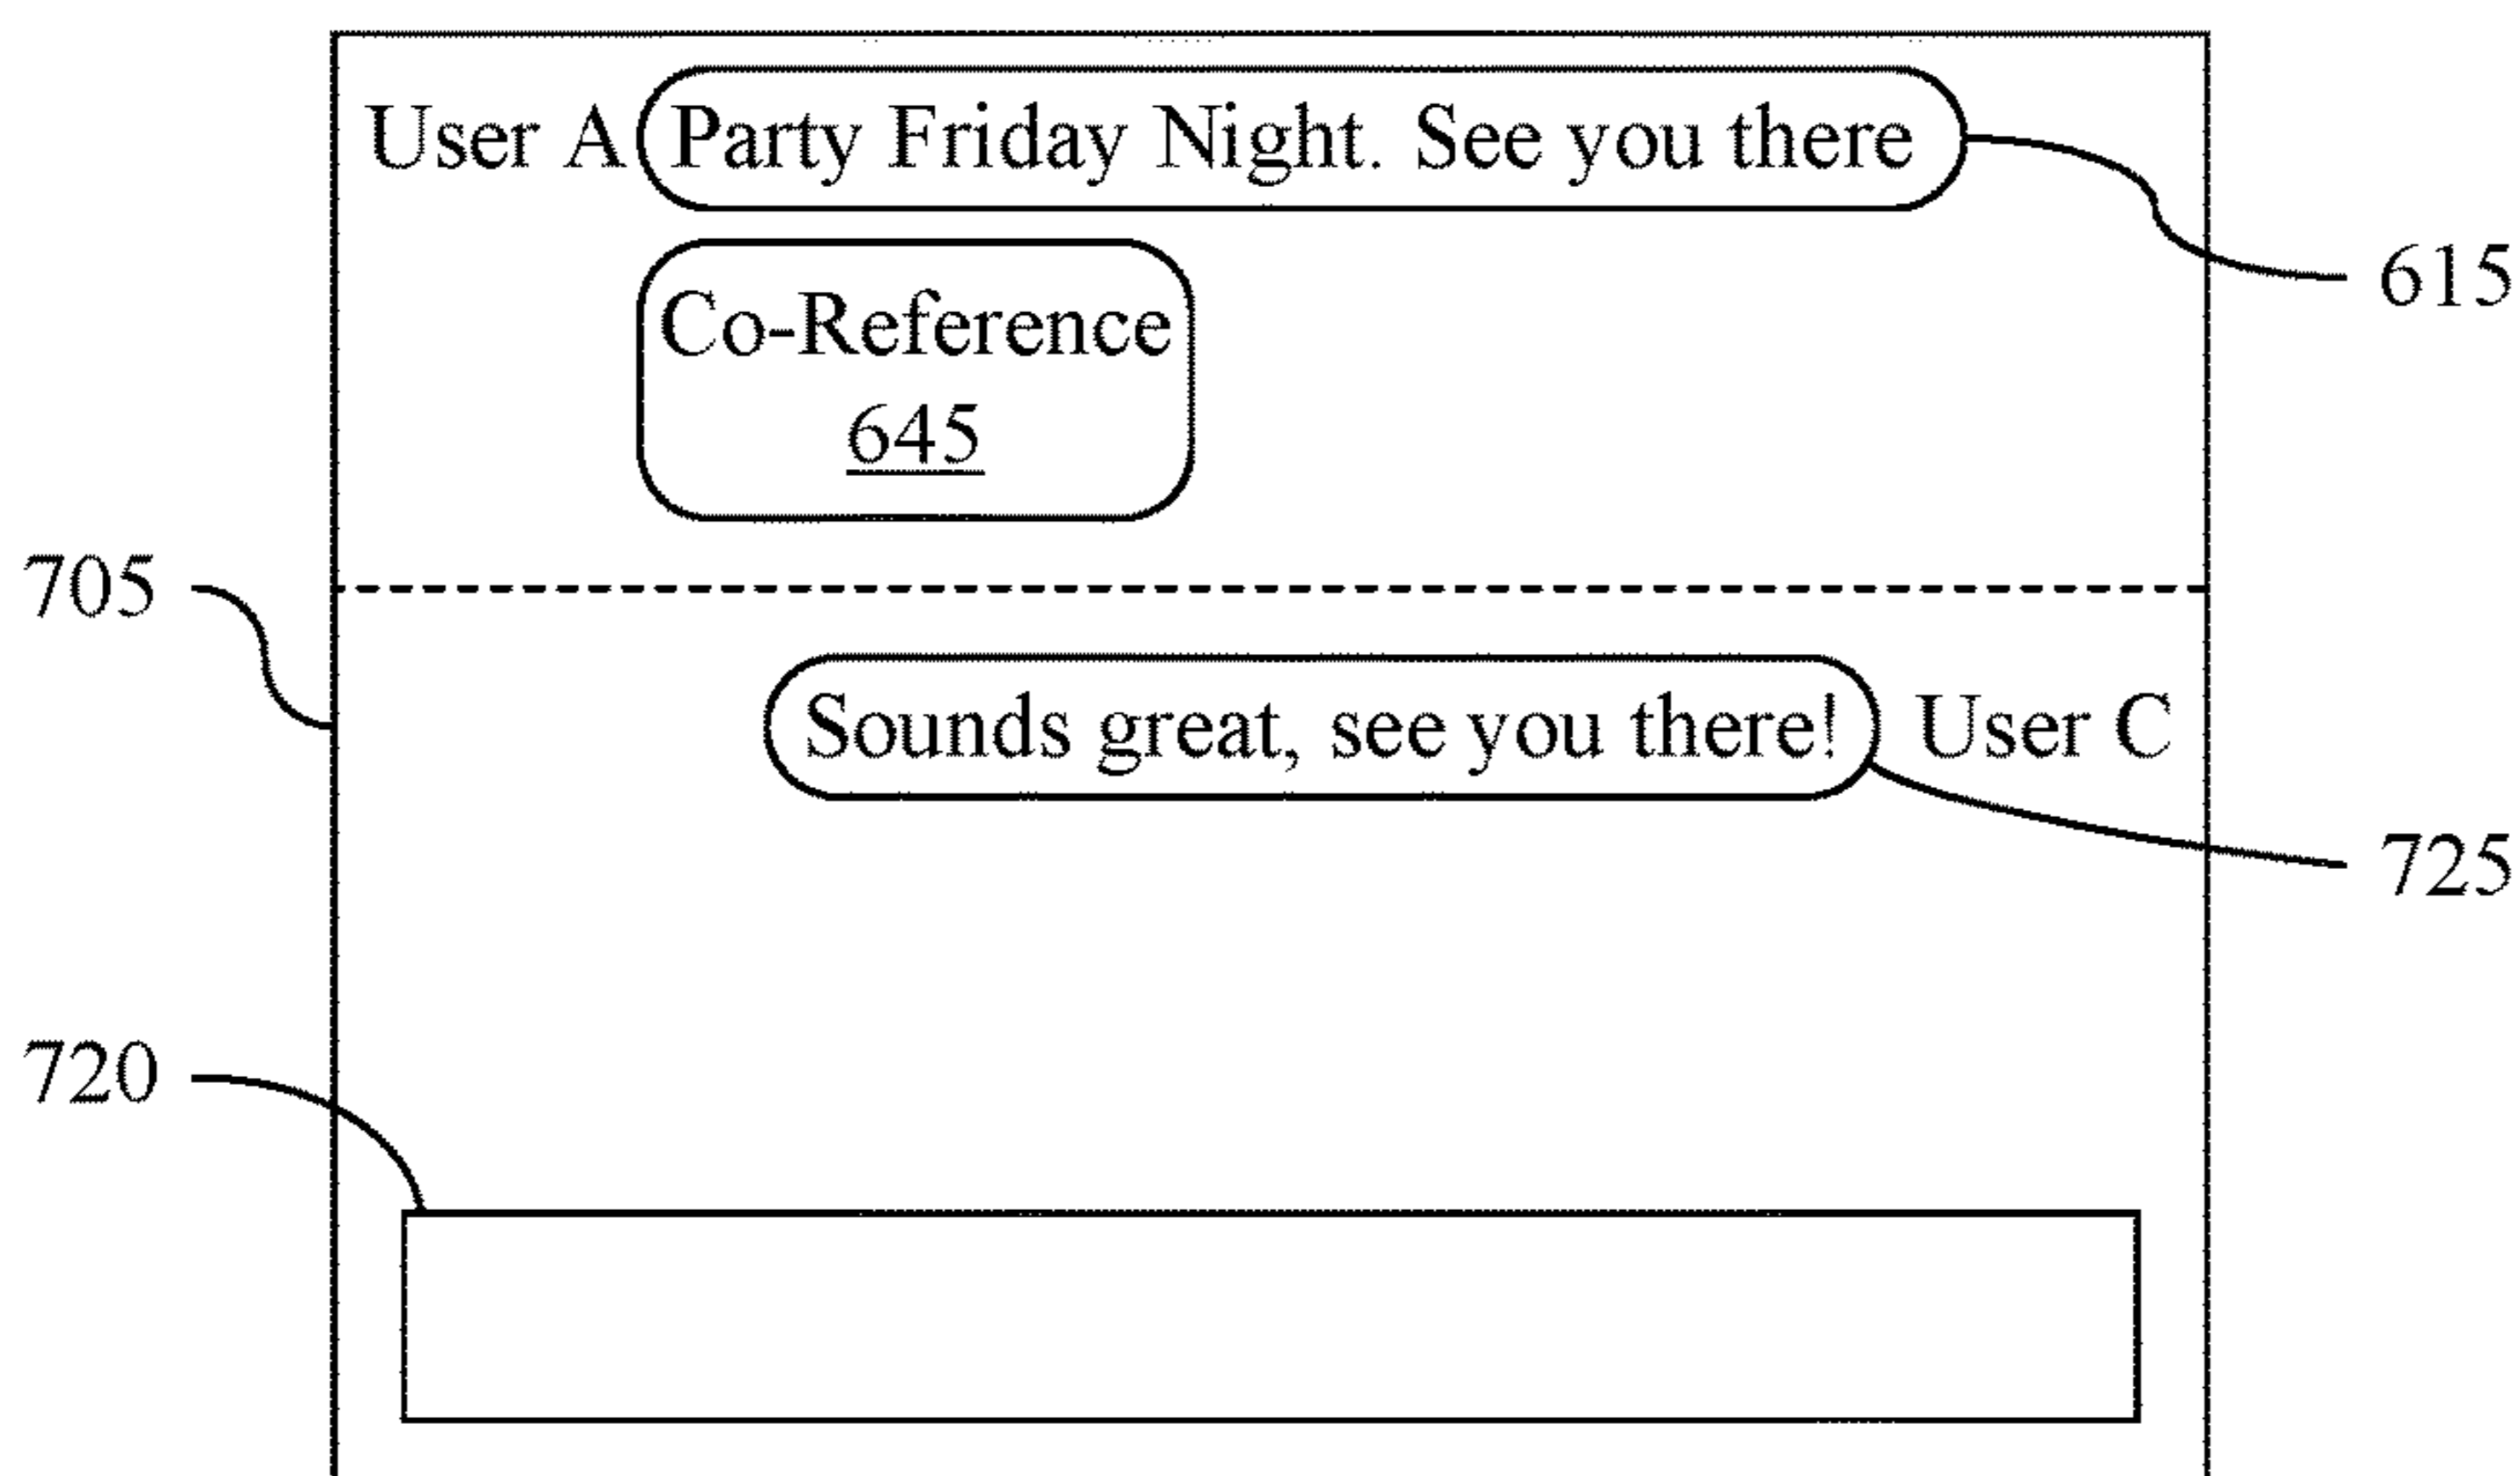 User A Party Friday Night. See you there
615
Co-Reference
645
705
Sounds great, see you there! User C
725
720